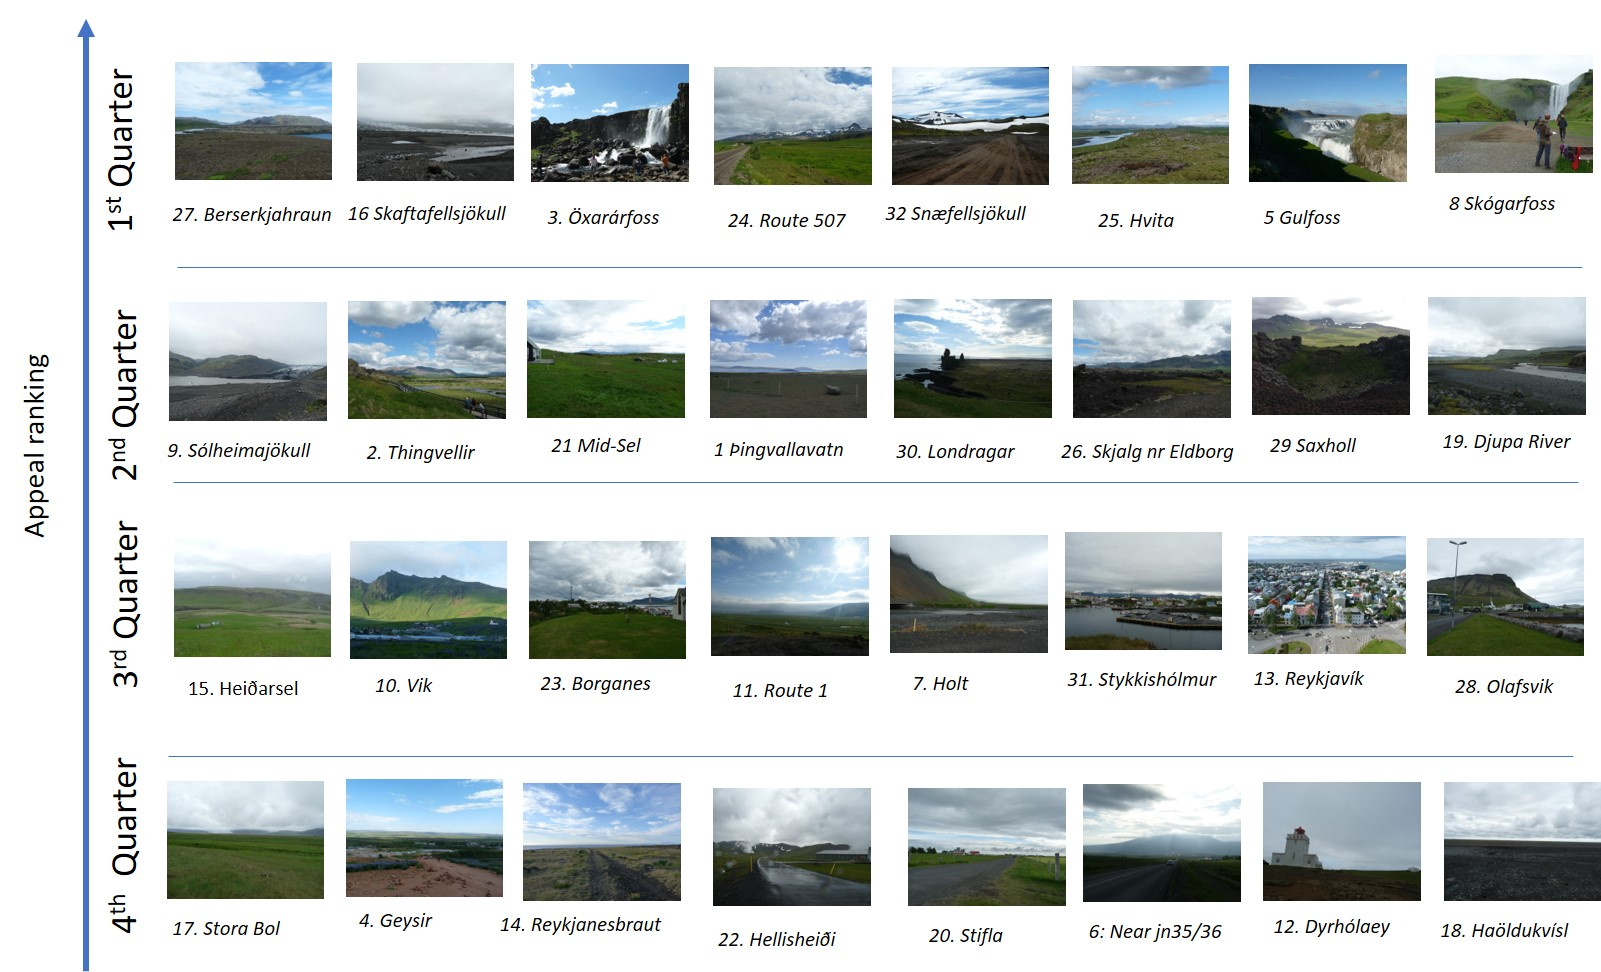 Appeal ranking
1st Quarter
27. Berserkjahraun
16 Skaftafellsjökull
3. Öxarárfoss
24. Route 507
32 Snæfellsjökull
25. Hvita
5 Gulfoss
8 Skógarfoss
2nd Quarter
9. Sólheimajökull
2. Thingvellir
21 Mid-Sel
1 Þingvallavatn
30. Londragar
26. Skjalg nr Eldborg
29 Saxholl
19. Djupa River
3rd Quarter
15. Heiðarsel
10. Vik
23. Borganes
11. Route 1
7. Holt
31. Stykkishólmur
13. Reykjavík
28. Olafsvik
4th Quarter
17. Stora Bol
4. Geysir
14. Reykjanesbraut
22. Hellisheiði
20. Stifla
6: Near jn35/36
12. Dyrhólaey
18. Haöldukvísl